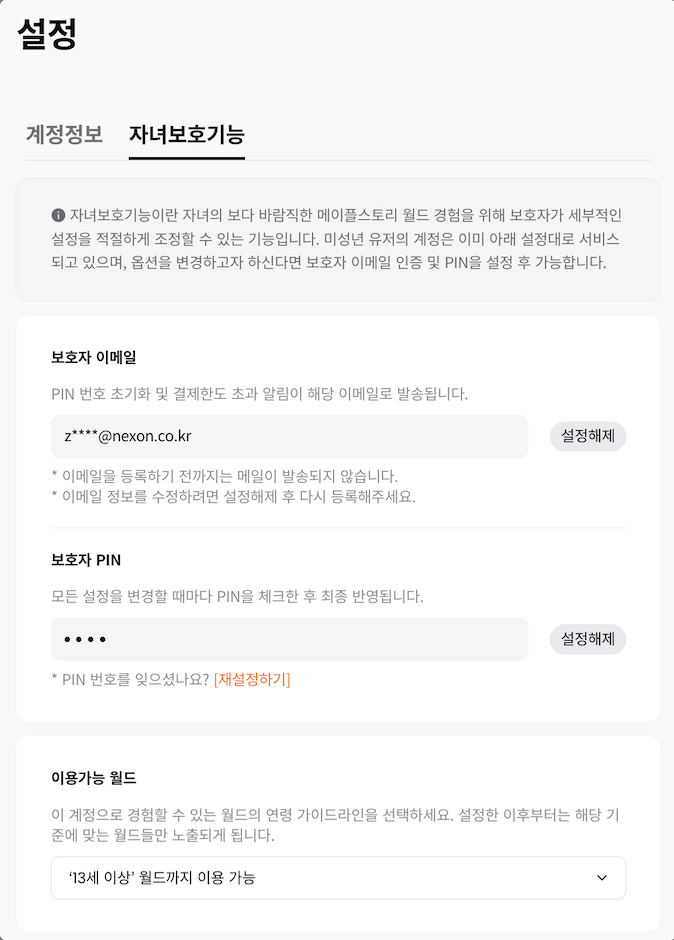 설정
계정정보 자녀보호기능
자녀보호기능이란 자녀의 보다 바람직한 메이플스토리 월드 경험을 위해 보호자가 세부적인
설정을 적절하게 조정할 수 있는 기능입니다. 미성년 유저의 계정은 이미 아래 설정대로 서비스
되고 있으며, 옵션을 변경하고자 하신다면 보호자 이메일 인증 및 PIN을 설정 후 가능합니다.
보호자 이메일
PIN 번호 초기화 및 결제한도 초과 알림이 해당 이메일로 발송됩니다.
z****@nexon.co.kr 설정해제
* 이메일을 등록하기 전까지는 메일이 발송되지 않습니다.
* 이메일 정보를 수정하려면 설정해제 후 다시 등록해주세요.
보호자 PIN
모든 설정을 변경할 때마다 PIN을 체크한 후 최종 반영됩니다.
•••• 설정해제
* PIN 번호를 잊으셨나요? [재설정하기]
이용가능 월드
이 계정으로 경험할 수 있는 월드의 연령 가이드라인을 선택하세요. 설정한 이후부터는 해당 기
준에 맞는 월드들만 노출되게 됩니다.
‘13세 이상’ 월드까지 이용 가능